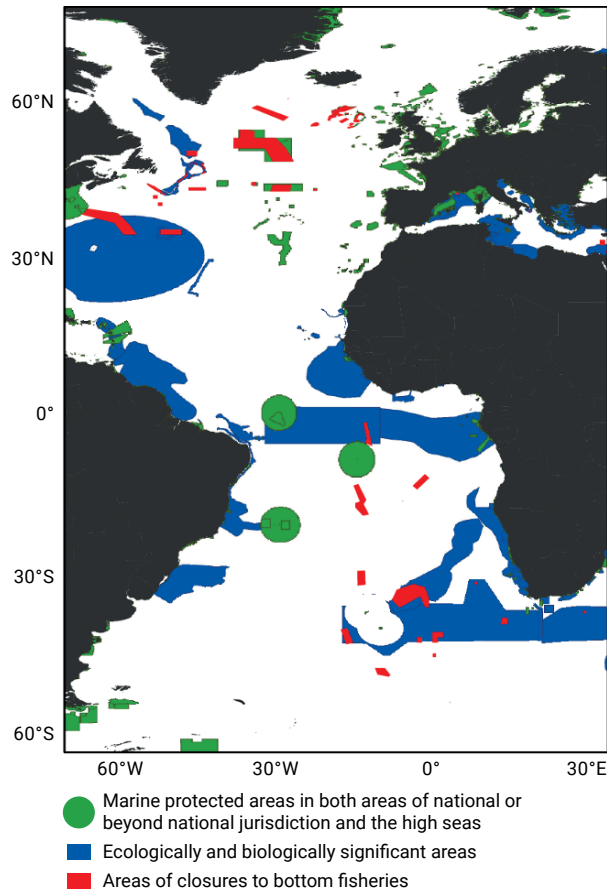 60°N
30°N
0°
30°S
60°S
60°W
30°W
0°
30°E
Marine protected areas in both areas of national or
beyond national jurisdiction and the high seas
Ecologically and biologically significant areas
Areas of closures to bottom fisheries